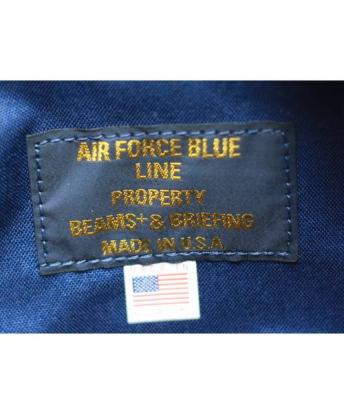 AIR FORCE BLUE
LINE
PROPERTY
BEAMS+ & BRIEFING
MADE IN U.S.A.